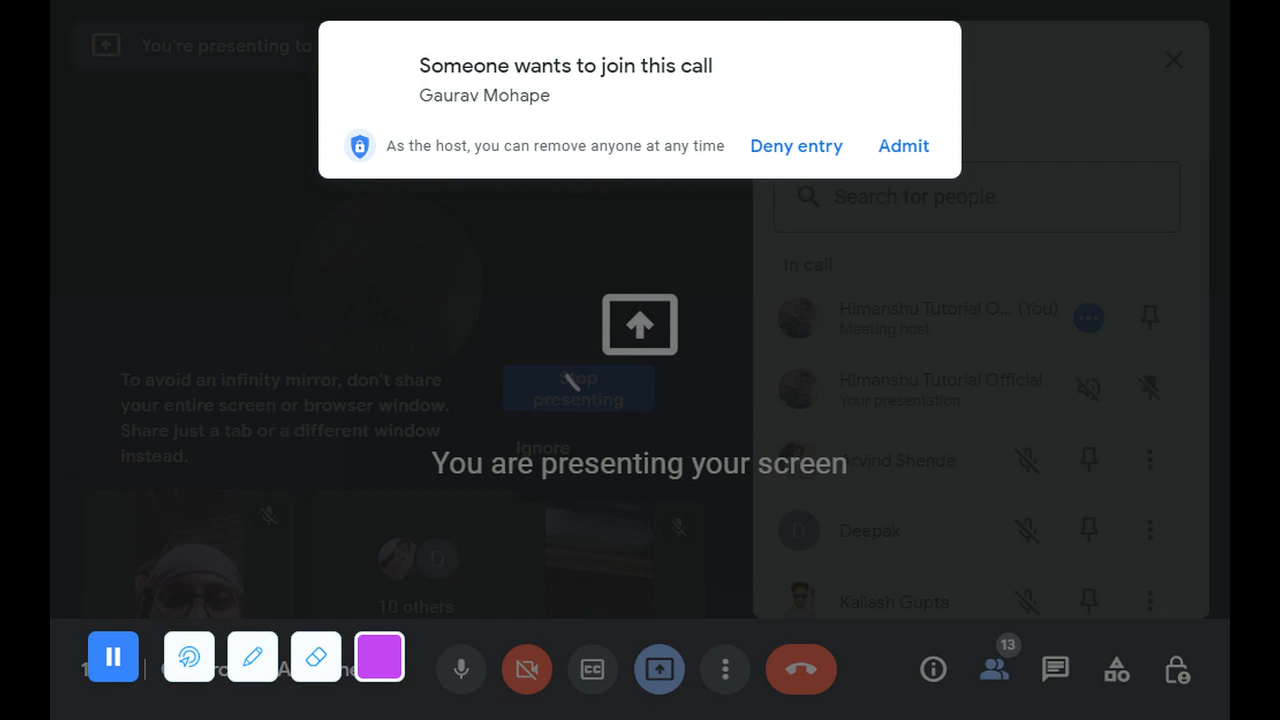 You're presenting to
Someone wants to join this call
Gaurav Mohape
As the host, you can remove anyone at any time
Deny entry
Admit
Search for people
In call
Himanshu Tutorial O... (You)
Meeting host
Himanshu Tutorial Official
Your presentation
Arvind Shende
D
Deepak
Kailash Gupta
To avoid an infinity mirror, don't share
your entire screen or browser window.
Share just a tab or a different window
instead.
Stop
presenting
Ignore
You are presenting your screen
D
10 others
CC
13